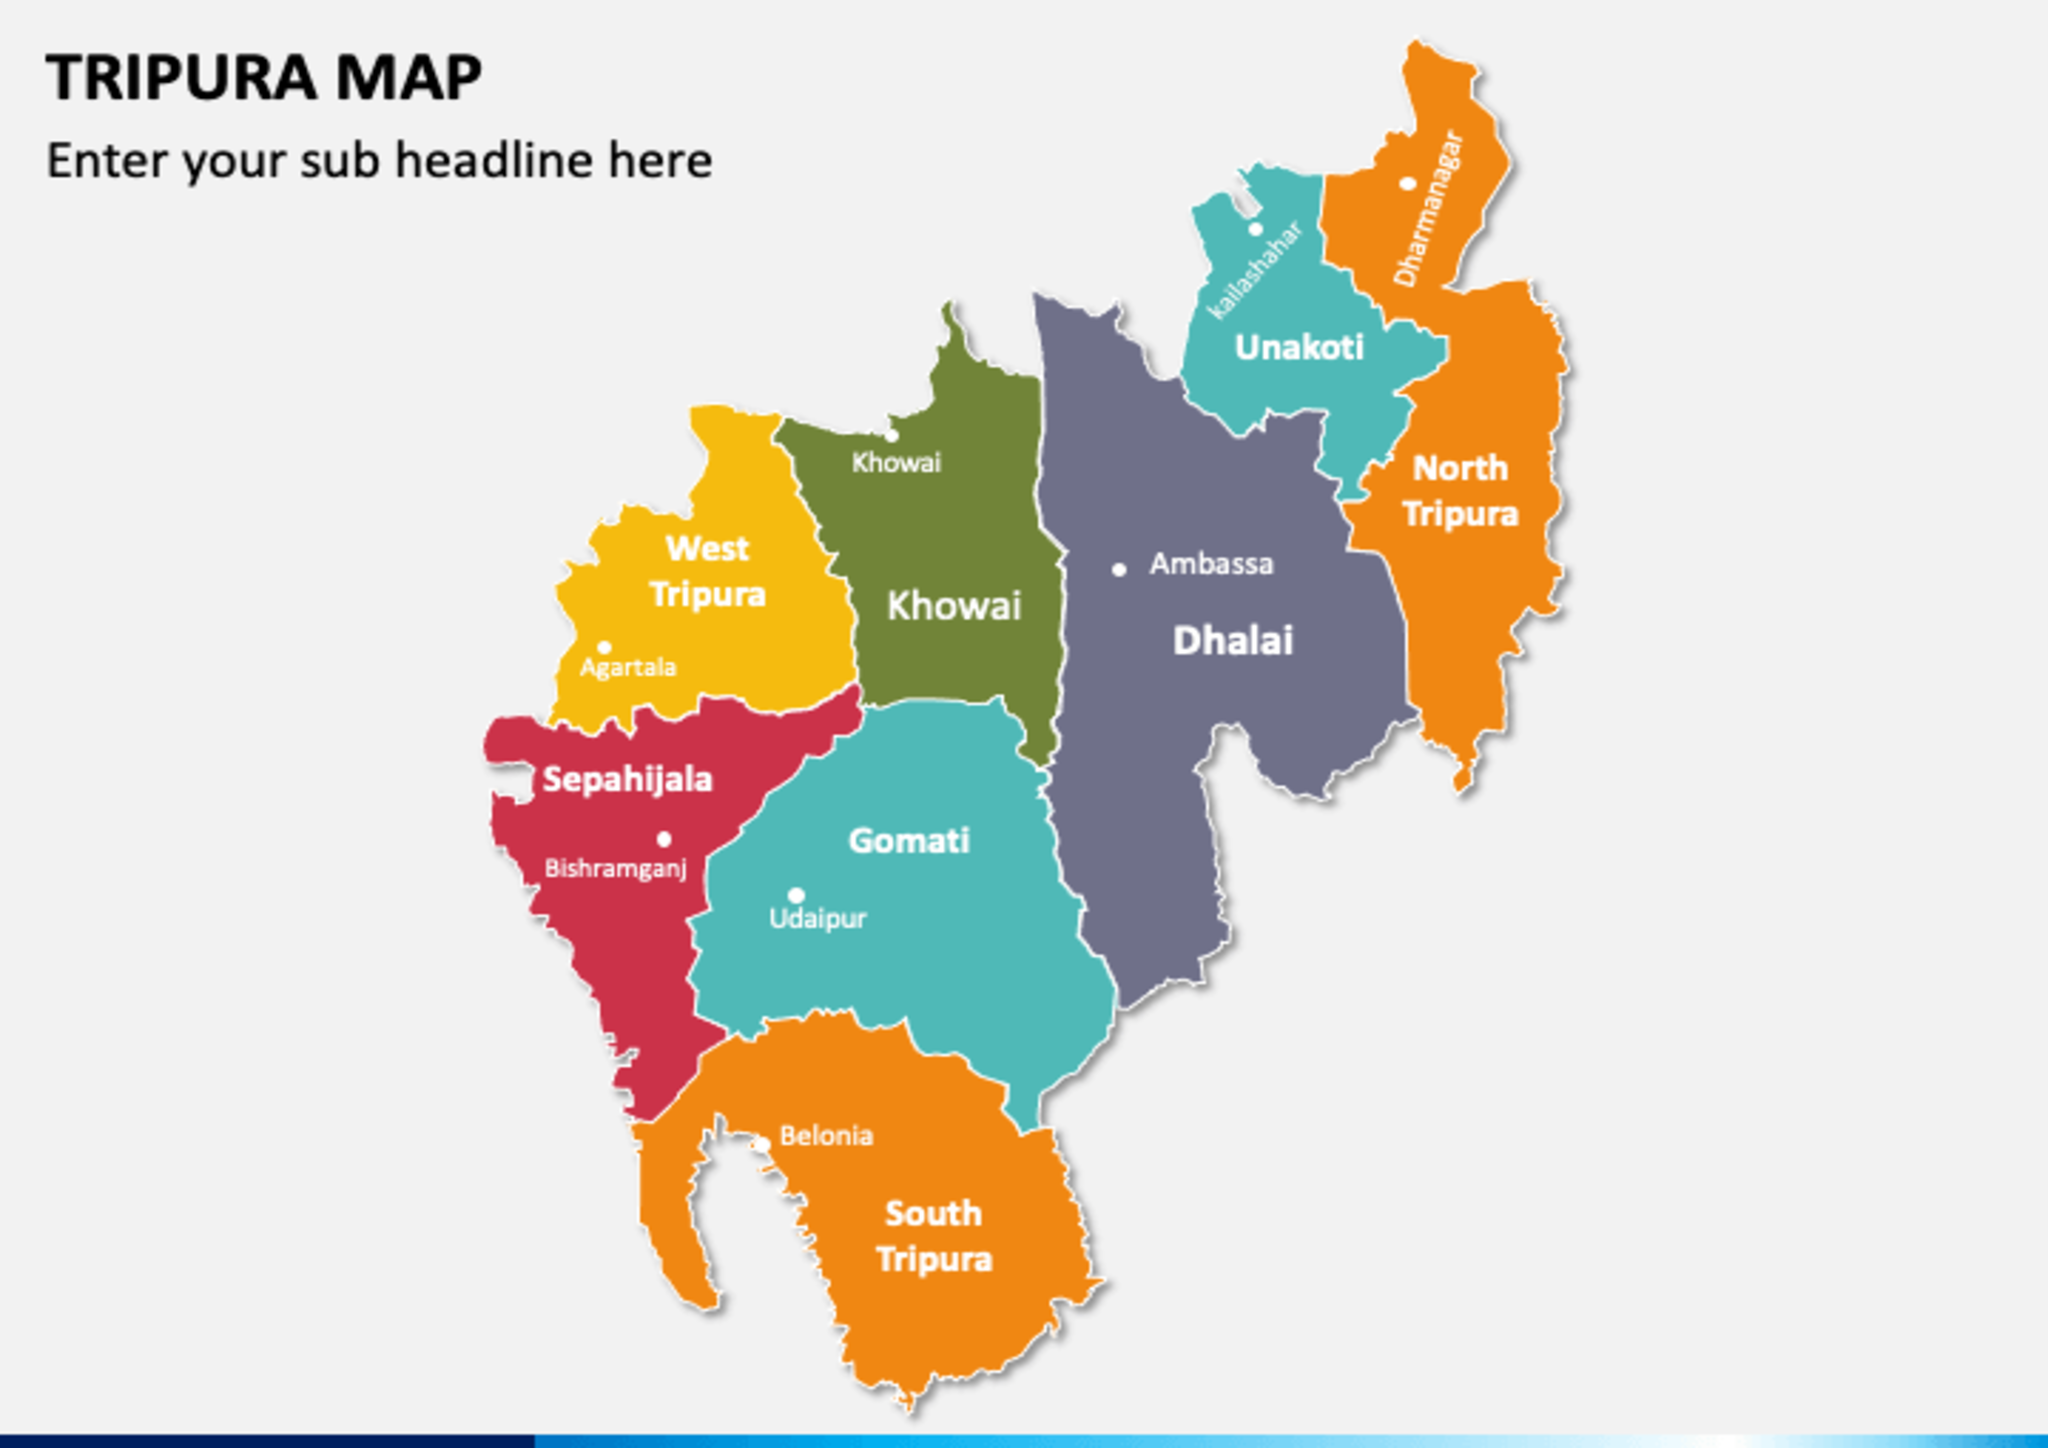 TRIPURA MAP
Enter your sub headline here
Dharmanagar
kailashahar
Unakoti
Khowai
North
Tripura
West
Tripura
Ambassa
Khowai
Dhalai
Agartala
Sepahijala
Gomati
Bishramganj
Udaipur
Belonia
South
Tripura